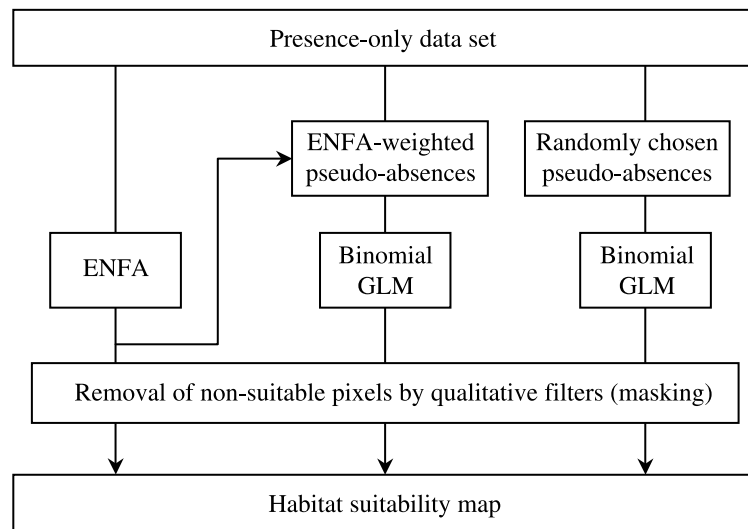 Presence-only data set
ENFA-weighted
pseudo-absences
Randomly chosen
pseudo-absences
ENFA
Binomial
GLM
Binomial
GLM
Removal of non-suitable pixels by qualitative filters (masking)
Habitat suitability map